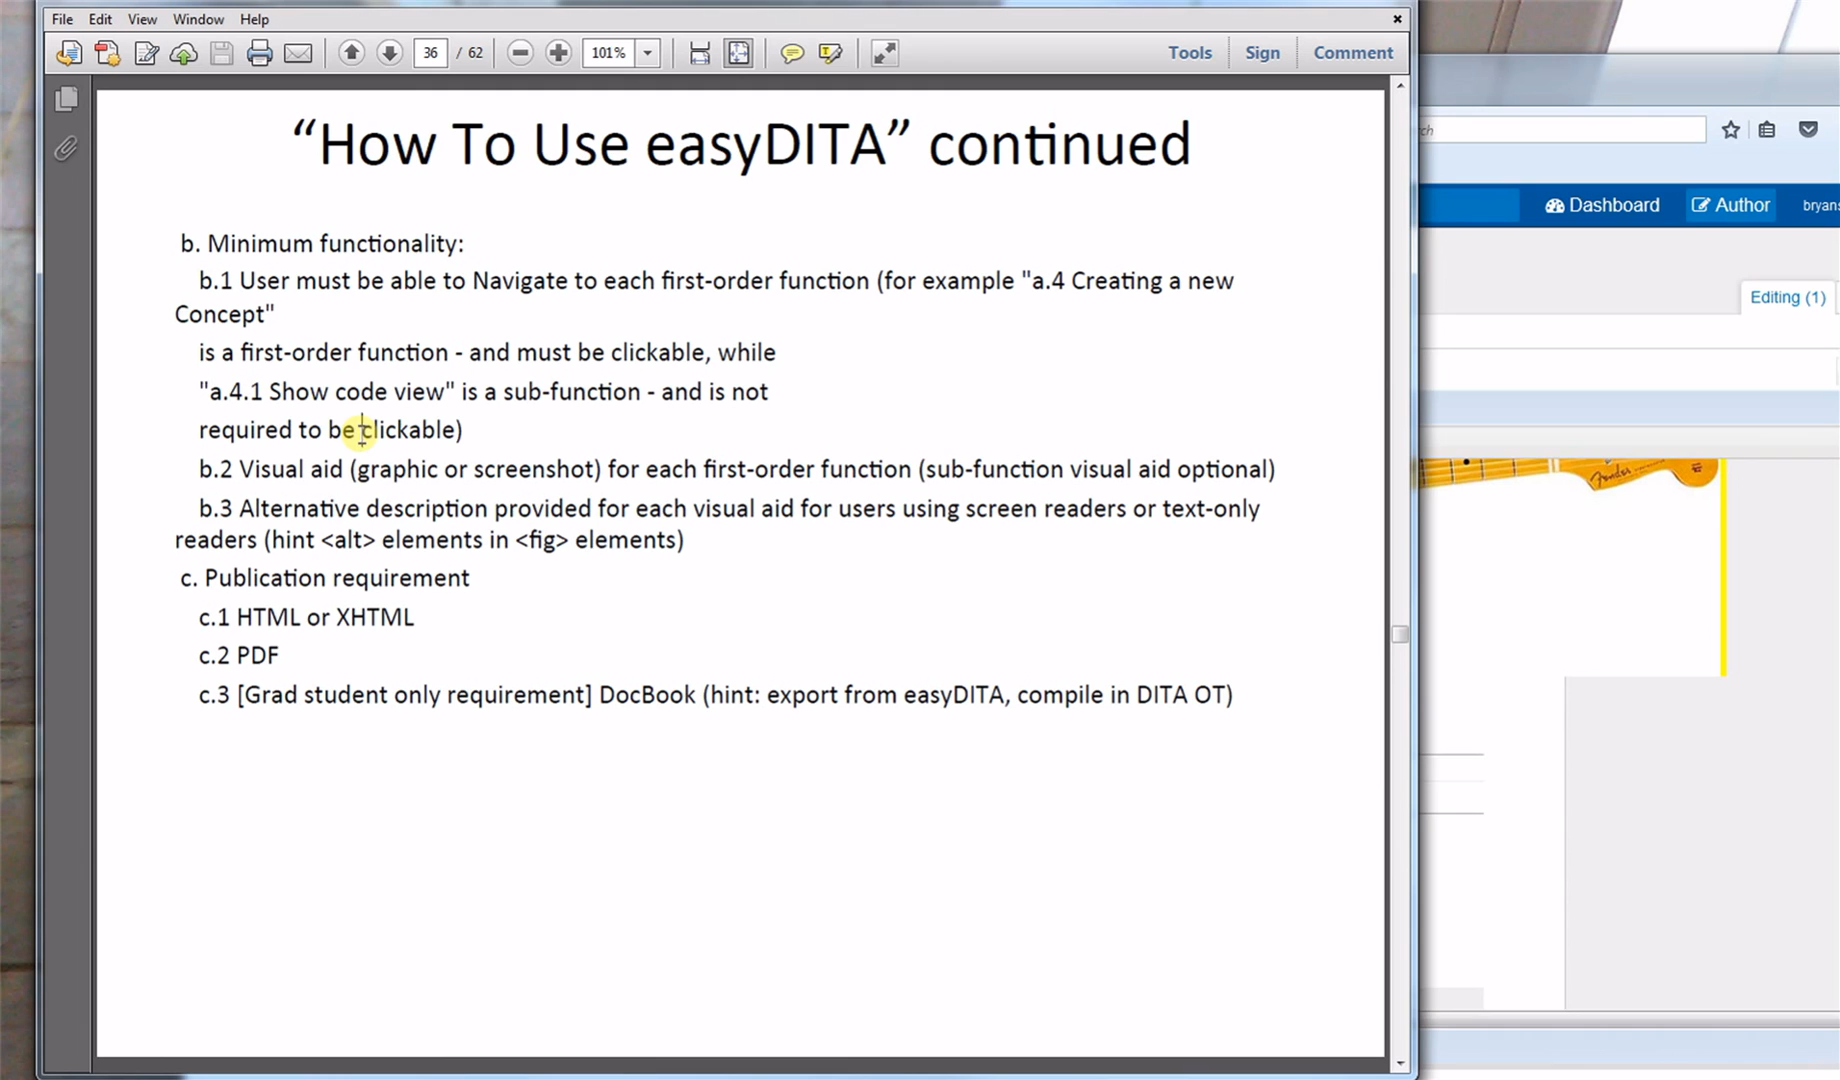 File Edit View Window Help
36 / 62 101% Tools Sign Comment
“How To Use easyDITA” continued
b. Minimum functionality:
b.1 User must be able to Navigate to each first-order function (for example "a.4 Creating a new
Concept"
is a first-order function - and must be clickable, while
"a.4.1 Show code view" is a sub-function - and is not
required to be clickable)
b.2 Visual aid (graphic or screenshot) for each first-order function (sub-function visual aid optional)
b.3 Alternative description provided for each visual aid for users using screen readers or text-only
readers (hint <alt> elements in <fig> elements)
c. Publication requirement
c.1 HTML or XHTML
c.2 PDF
c.3 [Grad student only requirement] DocBook (hint: export from easyDITA, compile in DITA OT)
Dashboard Author bryans
Editing (1)
Fender